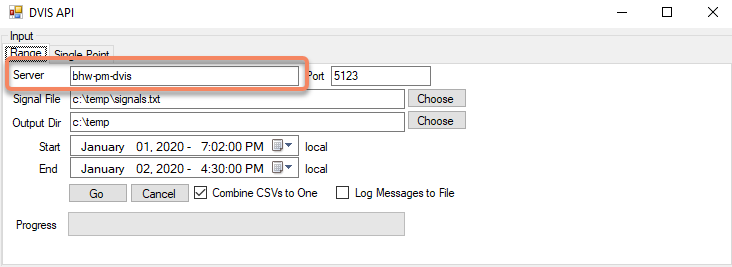 DVIS API
Input
Range Single Point
Server bhw-pm-dvis Port 5123
Signal File c:\temp\signals.txt Choose
Output Dir c:\temp Choose
Start January 01, 2020 - 7:02:00 PM local
End January 02, 2020 - 4:30:00 PM local
Go Cancel Combine CSVs to One Log Messages to File
Progress